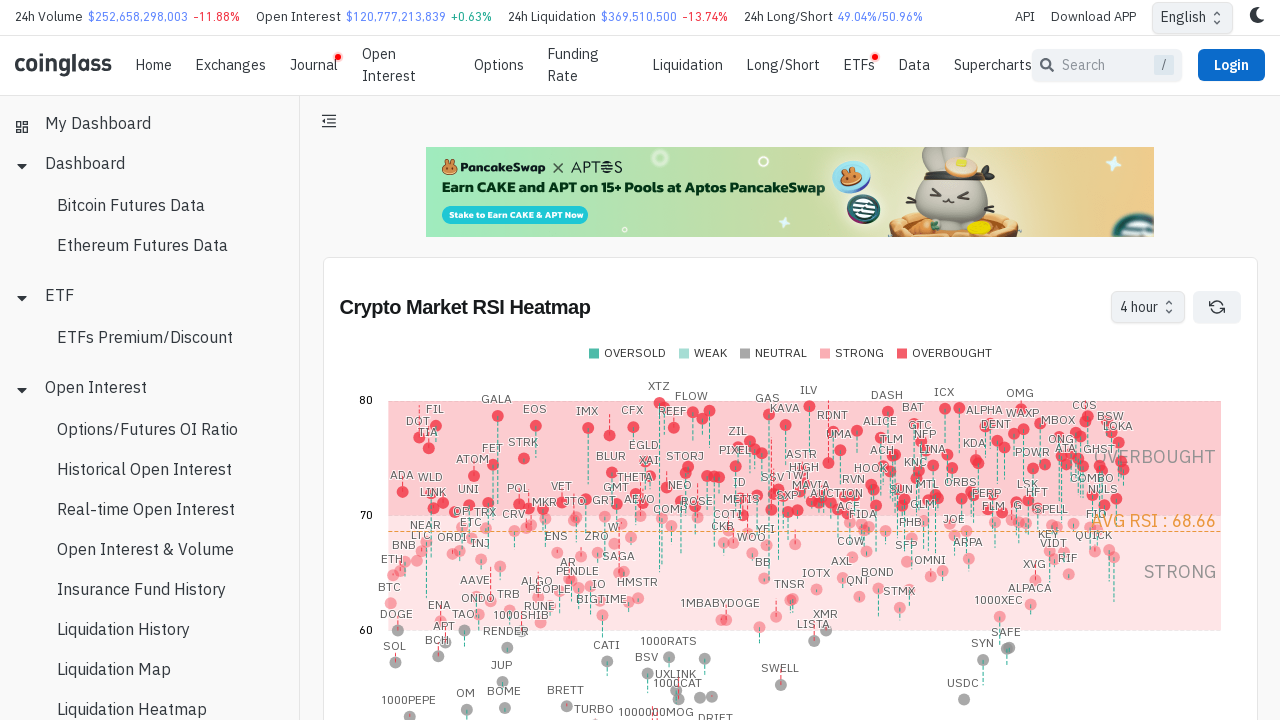 24h Volume $252,658,298,003 -11.88% Open Interest $120,777,213,839 +0.63% 24h Liquidation $369,510,500 -13.74% 24h Long/Short 49.04%/50.96% API Download APP English
coinglass Home Exchanges Journal Open Interest Options Funding Rate Liquidation Long/Short ETFs Data Supercharts Search / Login
My Dashboard
Dashboard
Bitcoin Futures Data
Ethereum Futures Data
ETF
ETFs Premium/Discount
Open Interest
Options/Futures OI Ratio
Historical Open Interest
Real-time Open Interest
Open Interest & Volume
Insurance Fund History
Liquidation History
Liquidation Map
Liquidation Heatmap
PancakeSwap X APTOS
Earn CAKE and APT on 15+ Pools at Aptos PancakeSwap
Stake to Earn CAKE & APT Now
Crypto Market RSI Heatmap
4 hour
OVERSOLD WEAK NEUTRAL STRONG OVERBOUGHT
XTZ
GALA FLOW GAS ILV DASH ICX OMG
80
FIL EOS IMX CFX REEF KAVA BAT ALPHA WAXP COS
DOT RDNT ALICE GTC DENT MBOX BSW
TIA STRK ZIL UMA TLM NFP ONG LOKA
FET EGLD PIXEL ACH LINA KDA ATA GHST
ATOM BLUR XAI STORJ ASTR KNC PDWR OVERBOUGHT
ADA WLD THETA HIGH HOOK
LINK UNI POL VET GMT NEO ID SSV MAVIA RVN SUN MTL ORBS LSK COMBO
MKR JTO GRT AEVO ROSE METIS AUCTION GLM PERP HFT NULS
70
TRX CRV COMP COTI ACE FIDA FLM SPELL
NEAR ETC CKB YFI PHB JOE AVG RSI : 68.66
LTC ORDI INJ ENS ZRO WOO CQW SFP ARPA KEY VIDT QUICK
BNB SAGA
ETH AR BB AXL OMNI XVG RIF
BTC AAVE ALGO PENDLE IO HMSTR TNSR IOTX QNT BOND STRONG
ONDO TRB PEOPLE BIGTIME STMX ALPACA
DOGE ENA TAO RUNE 1MBABYDOGE 1000XEC
1000SHIB XMR
60
APT RENDER LISTA SAFE
SOL BCH CATI 1000RATS SYN
JUP BSV SWELL
OM BOME BRETT UXLINK USDC
1000PEPE 1000CAT
TURBO 1000000MOG DRIFT